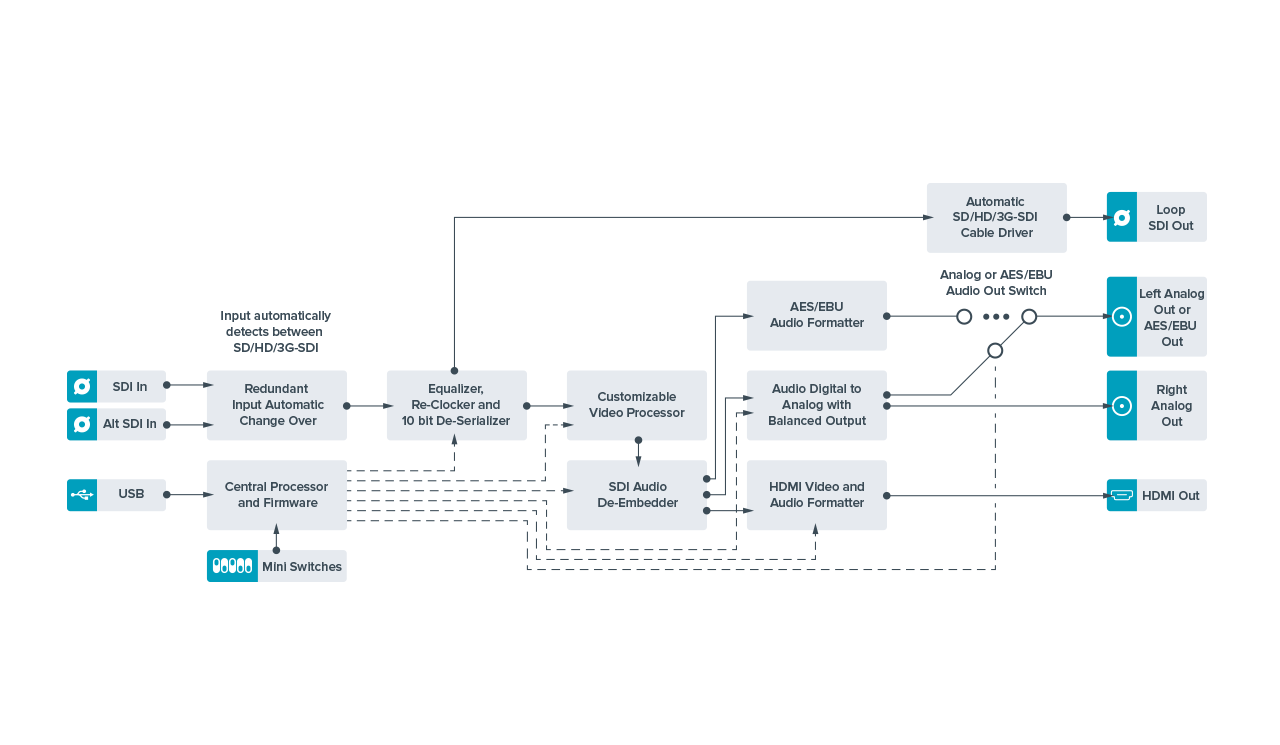 Automatic
SD/HD/3G-SDI
Cable Driver
Loop
SDI Out
Analog or AES/EBU
Audio Out Switch
AES/EBU
Audio Formatter
Left Analog
Out or
AES/EBU
Out
Input automatically
detects between
SD/HD/3G-SDI
SDI In
Alt SDI In
Redundant
Input Automatic
Change Over
Equalizer,
Re-Clocker and
10 bit De-Serializer
Customizable
Video Processor
Audio Digital to
Analog with
Balanced Output
Right
Analog
Out
USB
Central Processor
and Firmware
SDI Audio
De-Embedder
HDMI Video and
Audio Formatter
HDMI Out
Mini Switches